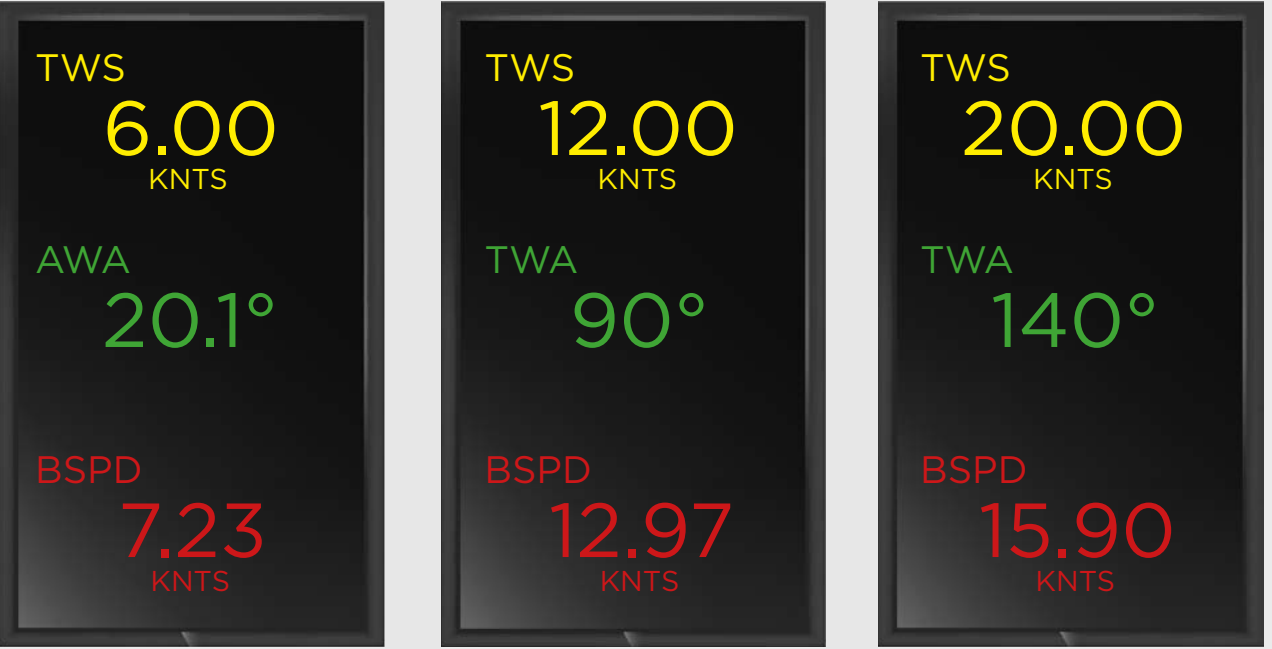 TWS
6.00
KNTS
AWA
20.1°
BSPD
7.23
KNTS
TWS
12.00
KNTS
TWA
90°
BSPD
12.97
KNTS
TWS
20.00
KNTS
TWA
140°
BSPD
15.90
KNTS